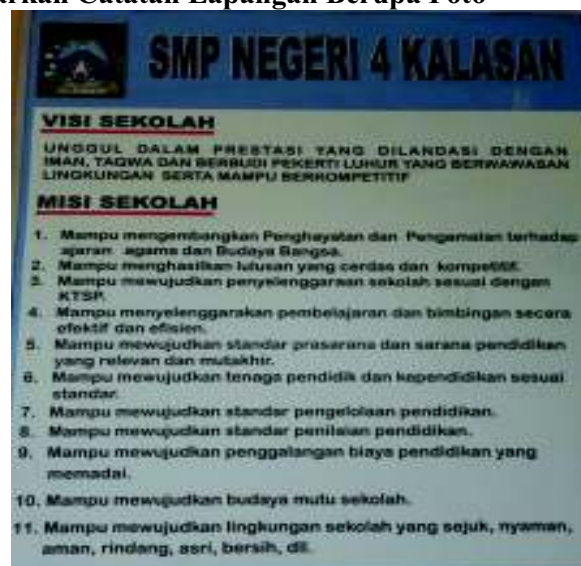 Catatan Lapangan Berupa Foto
SMP NEGERI 4 KALASAN
VISI SEKOLAH
UNGGUL DALAM PRESTASI YANG DILANDASI DENGAN
IMAN, TAQWA DAN BERBUDI PEKERTI LUHUR YANG BERWAWASAN
LINGKUNGAN SERTA MAMPU BERKOMPETITIF
MISI SEKOLAH
1. Mampu mengembangkan Penghayatan dan Pengamalan terhadap
ajaran agama dan Budaya Bangsa.
2. Mampu menghasilkan lulusan yang cerdas dan kompetitif.
3. Mampu mewujudkan penyelenggaraan sekolah sesuai dengan
KTSP.
4. Mampu menyelenggarakan pembelajaran dan bimbingan secara
efektif dan efisien.
5. Mampu mewujudkan standar prasarana dan sarana pendidikan
yang relevan dan mutakhir.
6. Mampu mewujudkan tenaga pendidik dan kependidikan sesuai
standar.
7. Mampu mewujudkan standar pengelolaan pendidikan.
8. Mampu mewujudkan standar penilaian pendidikan.
9. Mampu mewujudkan penggalangan biaya pendidikan yang
memadai.
10. Mampu mewujudkan budaya mutu sekolah.
11. Mampu mewujudkan lingkungan sekolah yang sejuk, nyaman,
aman, rindang, asri, bersih, dll.